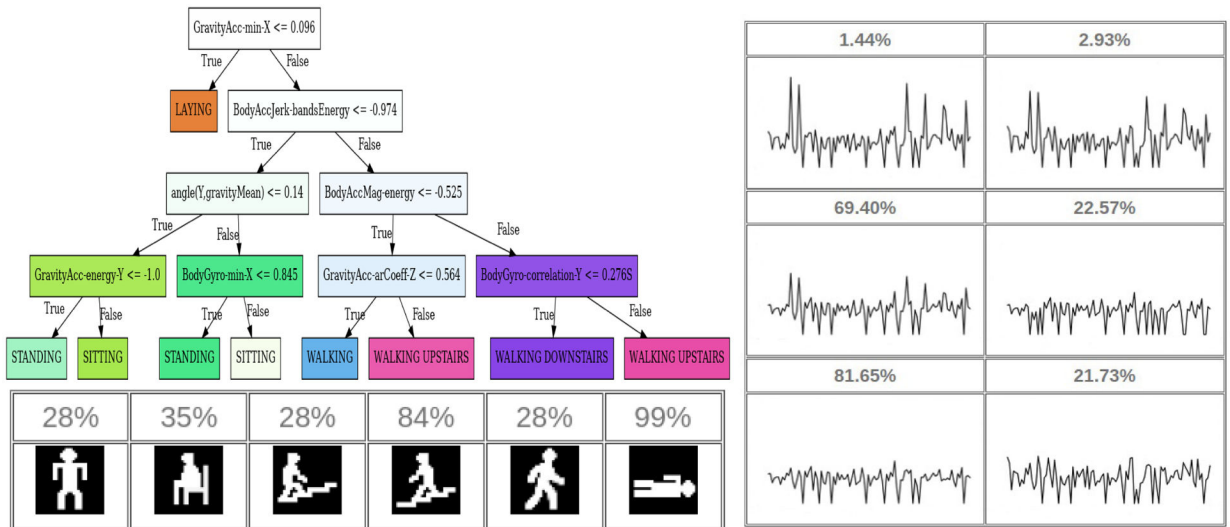 GravityAcc-min-X <= 0.096
True
False
LAYING
BodyAccJerk-bandsEnergy <= -0.974
True
False
angle(Y,gravityMean) <= 0.14
BodyAccMag-energy <= -0.525
True
False
True
False
GravityAcc-energy-Y <= -1.0
BodyGyro-min-X <= 0.845
GravityAcc-arCoeff-Z <= 0.564
BodyGyro-correlation-Y <= 0.276S
True
False
True
False
True
False
True
False
STANDING
SITTING
STANDING
SITTING
WALKING
WALKING UPSTAIRS
WALKING DOWNSTAIRS
WALKING UPSTAIRS
28%
35%
28%
84%
28%
99%
1.44%
2.93%
69.40%
22.57%
81.65%
21.73%